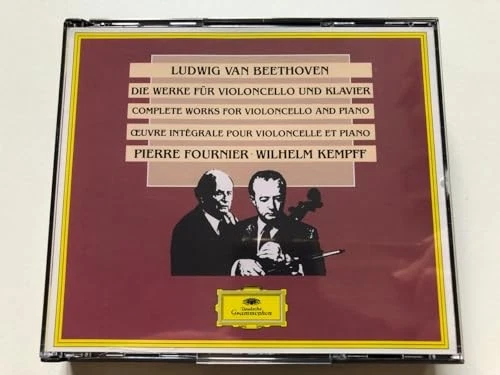 LUDWIG VAN BEETHOVEN
DIE WERKE FÜR VIOLONCELLO UND KLAVIER
COMPLETE WORKS FOR VIOLONCELLO AND PIANO
ŒUVRE INTÉGRALE POUR VIOLONCELLE ET PIANO
PIERRE FOURNIER · WILHELM KEMPFF
Deutsche
Grammophon